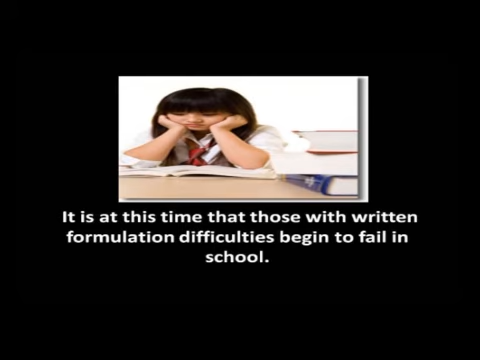 It is at this time that those with written
formulation difficulties begin to fail in
school.